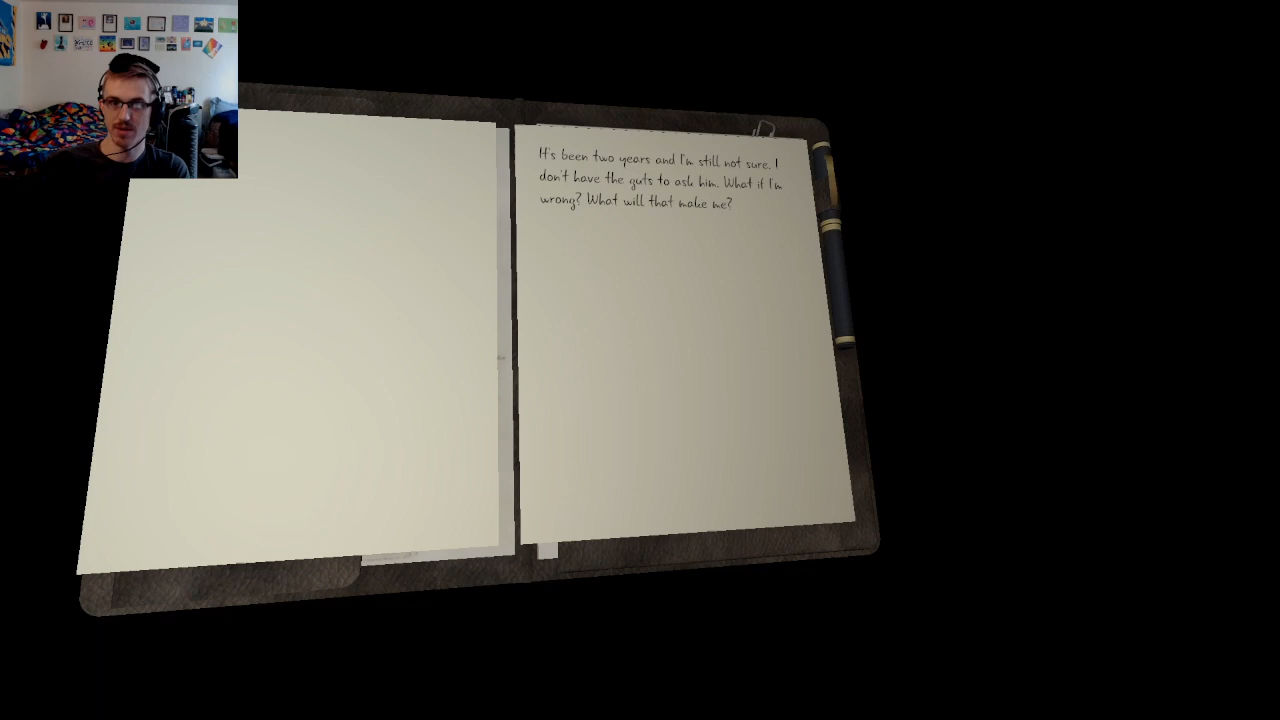 It's been two years and I'm still not sure. I
don't have the guts to ask him. What if I'm
wrong? What will that make me?